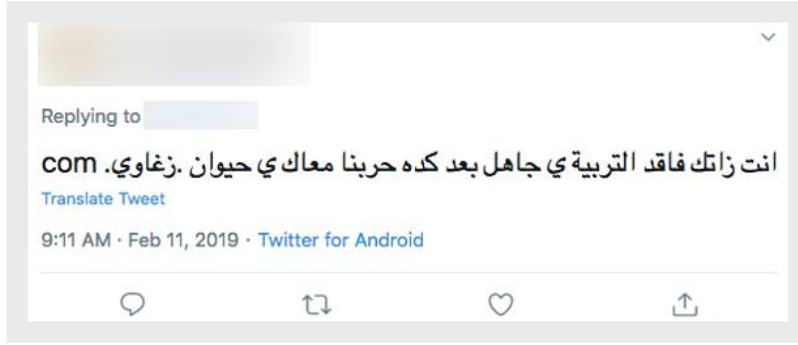 Replying to
انت زاتك فاقد التربية ي جاهل بعد كده حربنا معاك ي حيوان .زغاوي. com
Translate Tweet
9:11 AM · Feb 11, 2019 · Twitter for Android